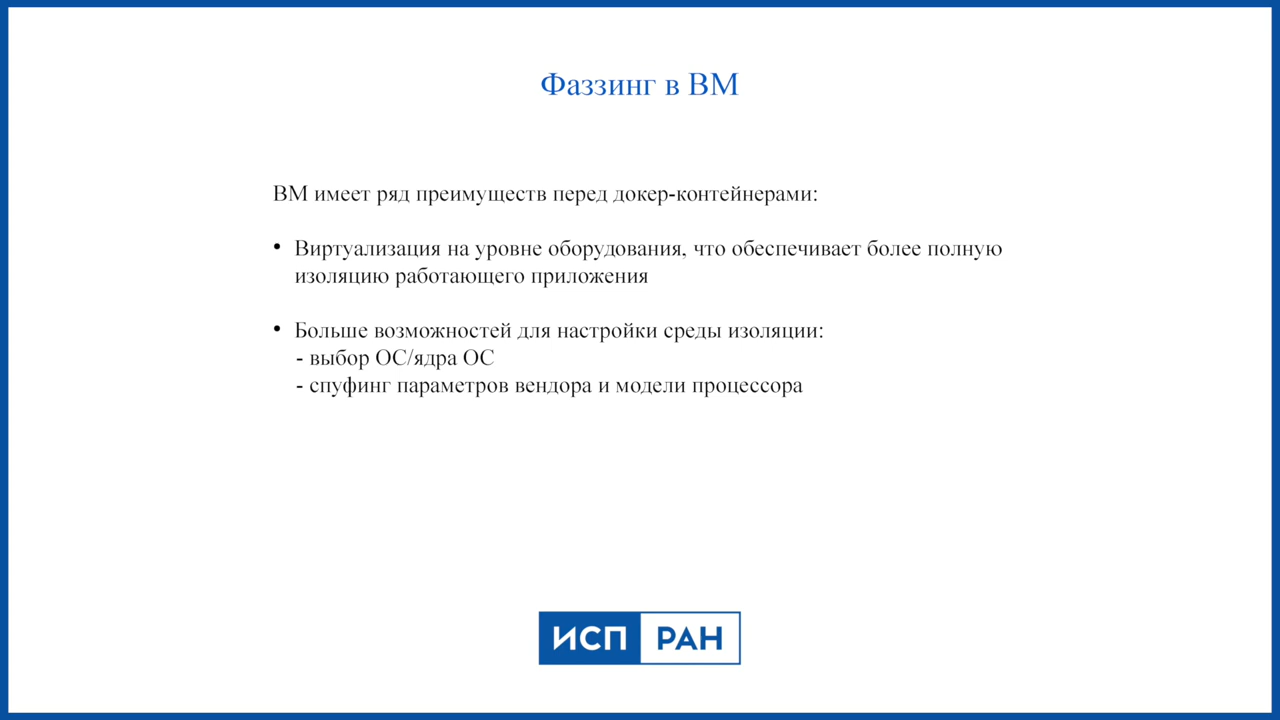 Фаззинг в ВМ
ВМ имеет ряд преимуществ перед докер-контейнерами:
• Виртуализация на уровне оборудования, что обеспечивает более полную
изоляцию работающего приложения
• Больше возможностей для настройки среды изоляции:
- выбор ОС/ядра ОС
- спуфинг параметров вендора и модели процессора
ИСП РАН